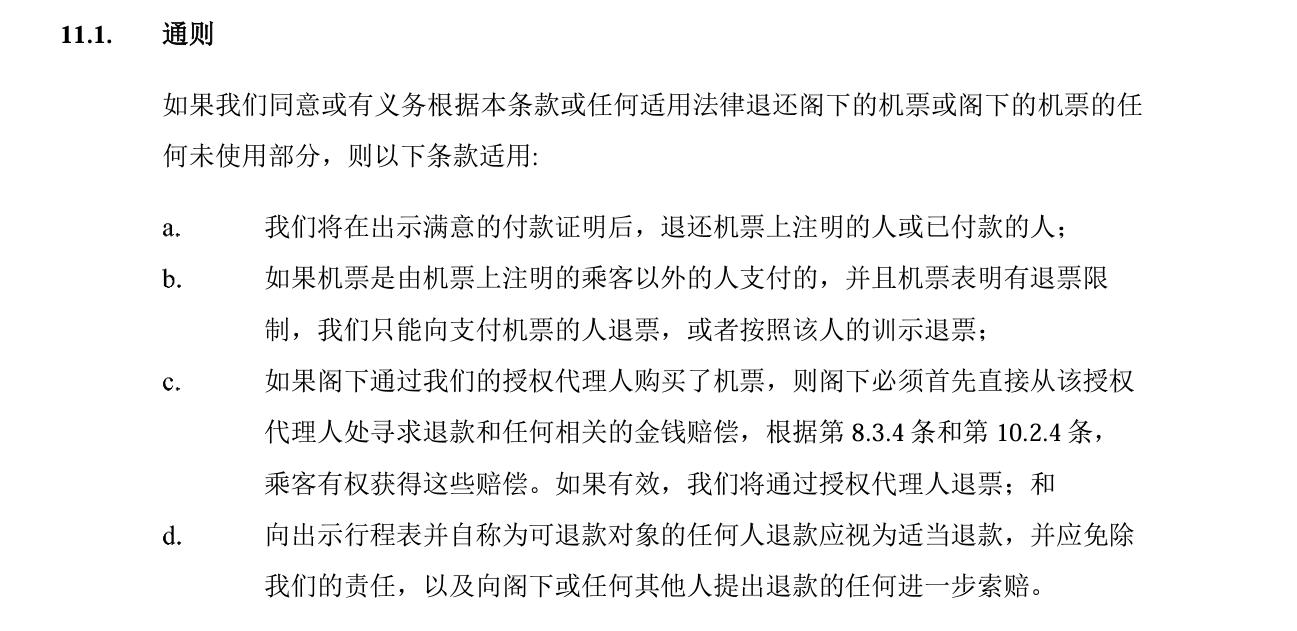 11.1. 通则
如果我们同意或有义务根据本条款或任何适用法律退还阁下的机票或阁下的机票的任
何未使用部分，则以下条款适用:
a. 我们将在出示满意的付款证明后，退还机票上注明的人或已付款的人；
b. 如果机票是由机票上注明的乘客以外的人支付的，并且机票表明有退票限
制，我们只能向支付机票的人退票，或者按照该人的训示退票；
c. 如果阁下通过我们的授权代理人购买了机票，则阁下必须首先直接从该授权
代理人处寻求退款和任何相关的金钱赔偿，根据第 8.3.4 条和第 10.2.4 条，
乘客有权获得这些赔偿。如果有效，我们将通过授权代理人退票；和
d. 向出示行程表并自称为可退款对象的任何人退款应视为适当退款，并应免除
我们的责任，以及向阁下或任何其他人提出退款的任何进一步索赔。